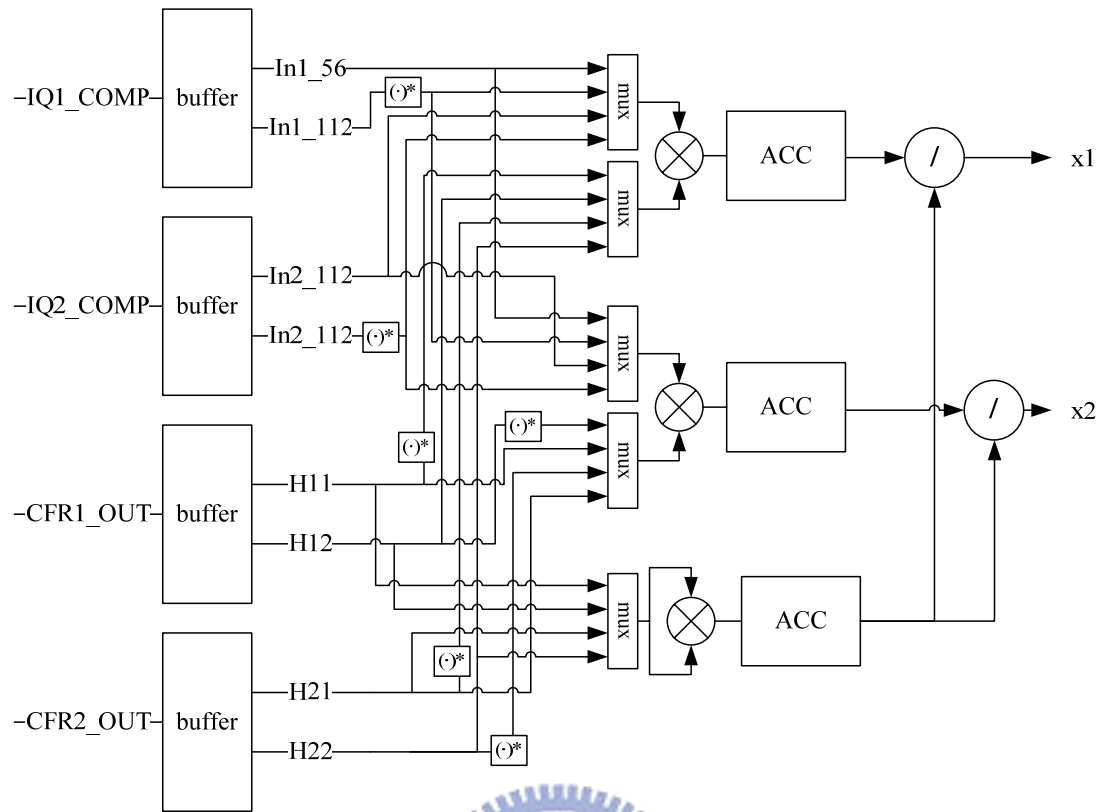 IQ1_COMP
buffer
In1_56
In1_112
(·)*
mux
ACC
/
x1
mux
IQ2_COMP
buffer
In2_112
In2_112
(·)*
mux
ACC
/
x2
mux
(·)*
(·)*
CFR1_OUT
buffer
H11
H12
mux
ACC
CFR2_OUT
buffer
(·)*
H21
H22
(·)*